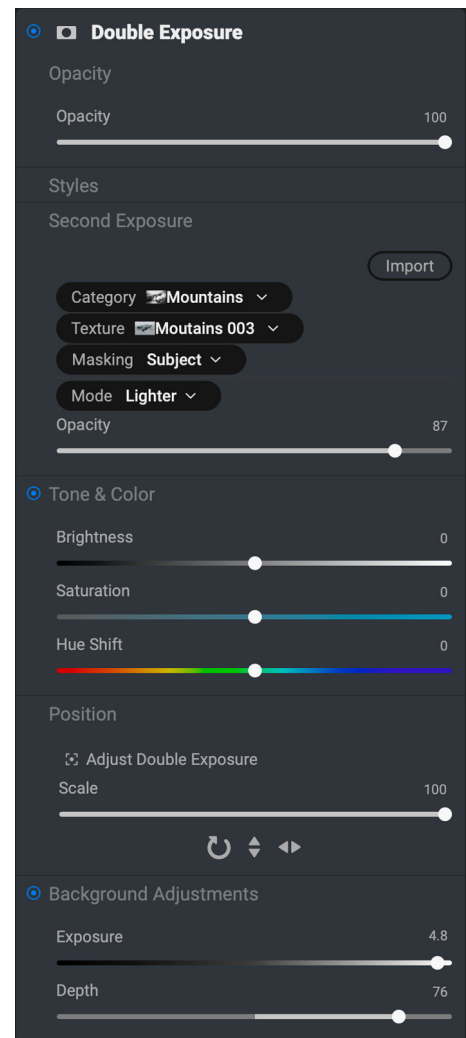 Double Exposure
Opacity
Opacity 100
Styles
Second Exposure
Import
Category Mountains
Texture Moutains 003
Masking Subject
Mode Lighter
Opacity 87
Tone & Color
Brightness 0
Saturation 0
Hue Shift 0
Position
Adjust Double Exposure
Scale 100
Background Adjustments
Exposure 4.8
Depth 76